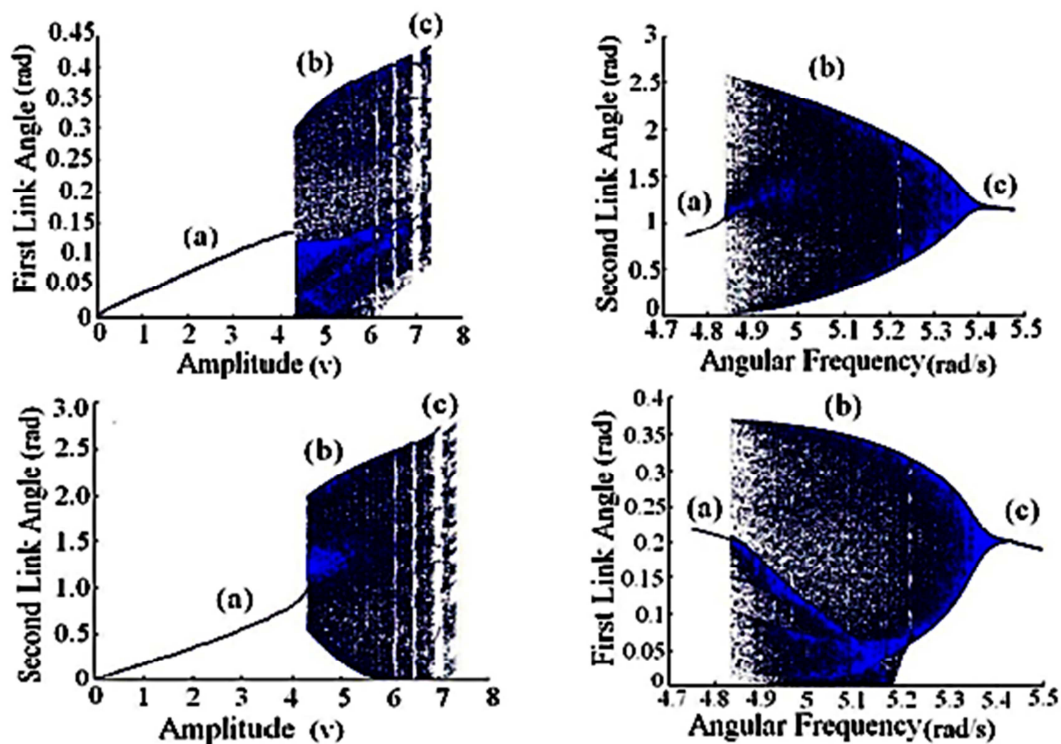 First Link Angle (rad)
0.45
0.4
0.35
0.3
0.25
0.2
0.15
0.1
0.05
0
(a)
(b)
(c)
0 1 2 3 4 5 6 7 8
Amplitude (v)
Second Link Angle (rad)
3
2.5
2
1.5
1
0.5
0
(a)
(b)
(c)
4.7 4.8 4.9 5 5.1 5.2 5.3 5.4 5.5
Angular Frequency(rad/s)
Second Link Angle (rad)
3.0
2.5
2.0
1.5
1.0
0.5
0
(a)
(b)
(c)
0 1 2 3 4 5 6 7 8
Amplitude (v)
First Link Angle (rad)
0.4
0.35
0.3
0.25
0.2
0.15
0.1
0.05
0
(a)
(b)
(c)
4.7 4.8 4.9 5 5.1 5.2 5.3 5.4 5.5
Angular Frequency(rad/s)